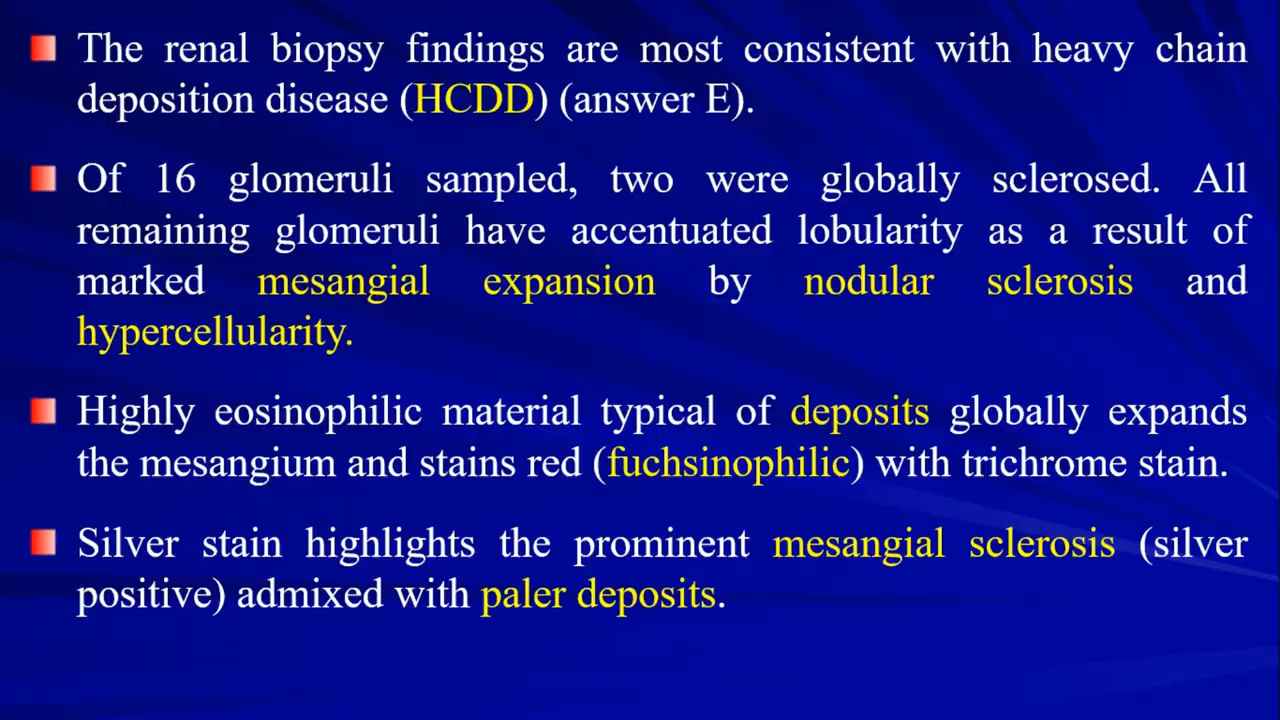 The renal biopsy findings are most consistent with heavy chain
deposition disease (HCDD) (answer E).
Of 16 glomeruli sampled, two were globally sclerosed. All
remaining glomeruli have accentuated lobularity as a result of
marked mesangial expansion by nodular sclerosis and
hypercellularity.
Highly eosinophilic material typical of deposits globally expands
the mesangium and stains red (fuchsinophilic) with trichrome stain.
Silver stain highlights the prominent mesangial sclerosis (silver
positive) admixed with paler deposits.